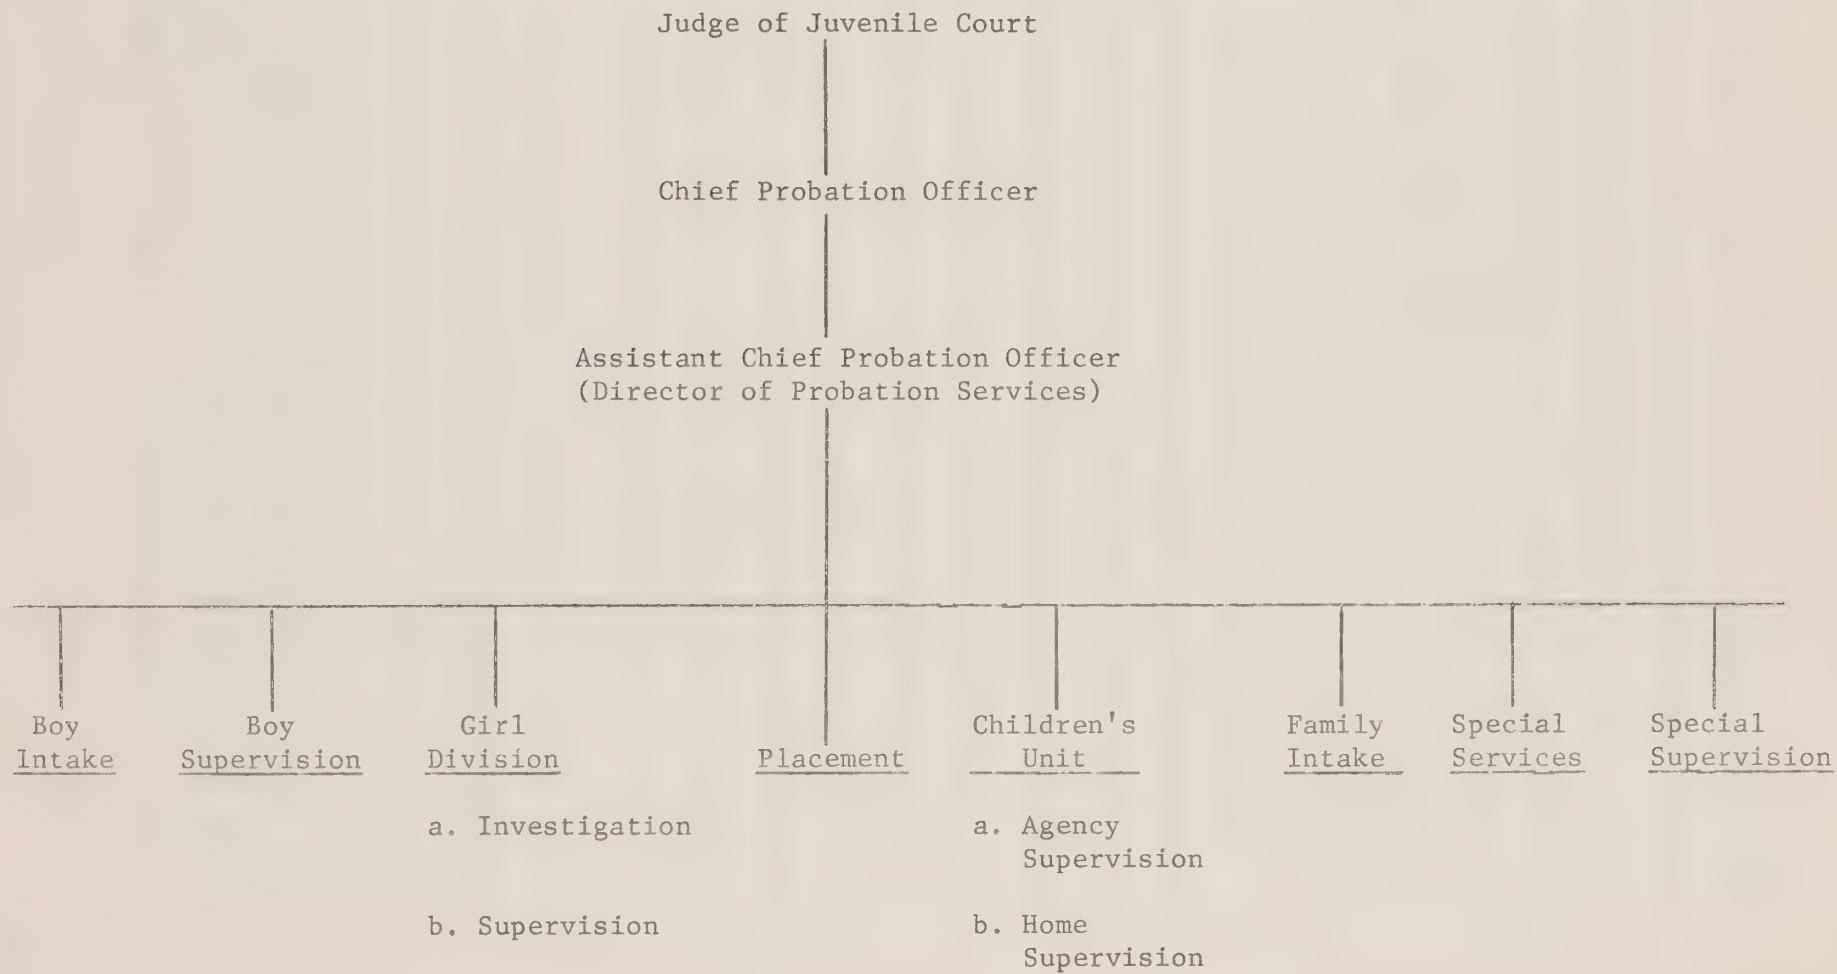 Judge of Juvenile Court
Chief Probation Officer
Assistant Chief Probation Officer
(Director of Probation Services)
Boy
Intake
Boy
Supervision
Girl
Division
a. Investigation
b. Supervision
Placement
Children's
Unit
a. Agency
Supervision
b. Home
Supervision
Family
Intake
Special
Services
Special
Supervision